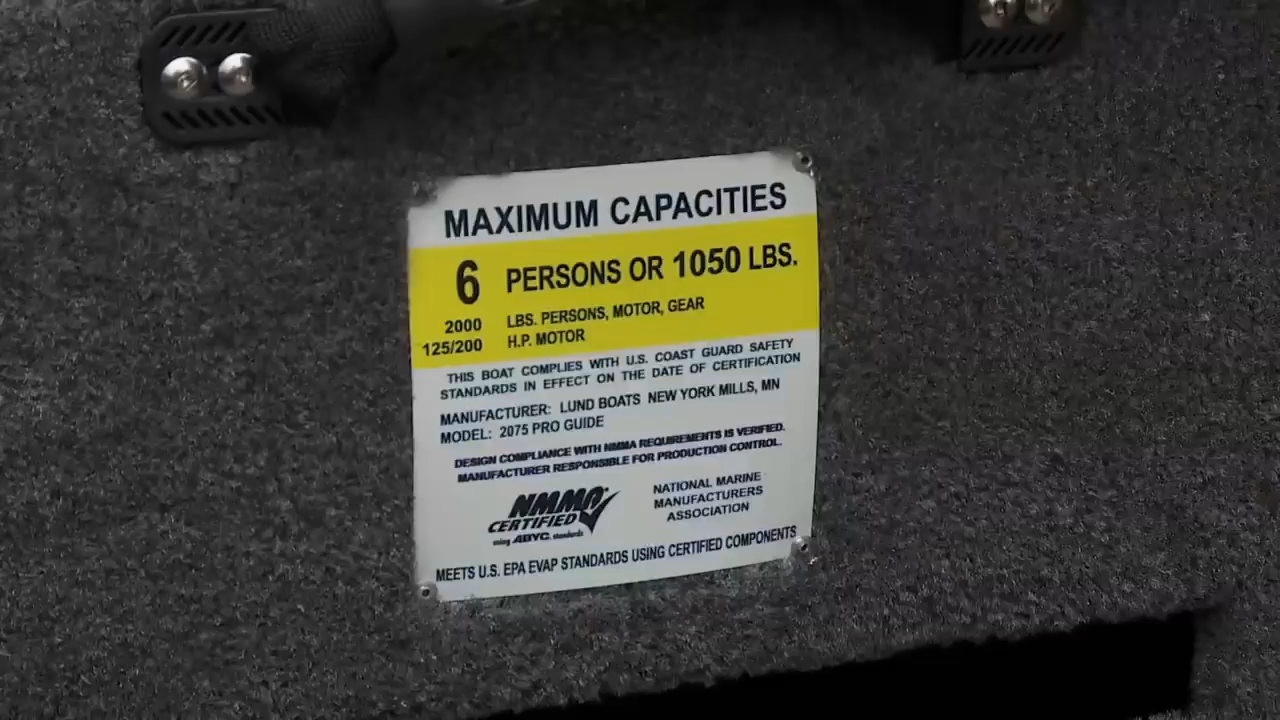 MAXIMUM CAPACITIES
6 PERSONS OR 1050 LBS.
2000 LBS. PERSONS, MOTOR, GEAR
125/200 H.P. MOTOR
THIS BOAT COMPLIES WITH U.S. COAST GUARD SAFETY
STANDARDS IN EFFECT ON THE DATE OF CERTIFICATION
MANUFACTURER: LUND BOATS NEW YORK MILLS, MN
MODEL: 2075 PRO GUIDE
DESIGN COMPLIANCE WITH NMMA REQUIREMENTS IS VERIFIED.
MANUFACTURER RESPONSIBLE FOR PRODUCTION CONTROL.
NMMA
CERTIFIED
using ABYC standards
NATIONAL MARINE
MANUFACTURERS
ASSOCIATION
MEETS U.S. EPA EVAP STANDARDS USING CERTIFIED COMPONENTS